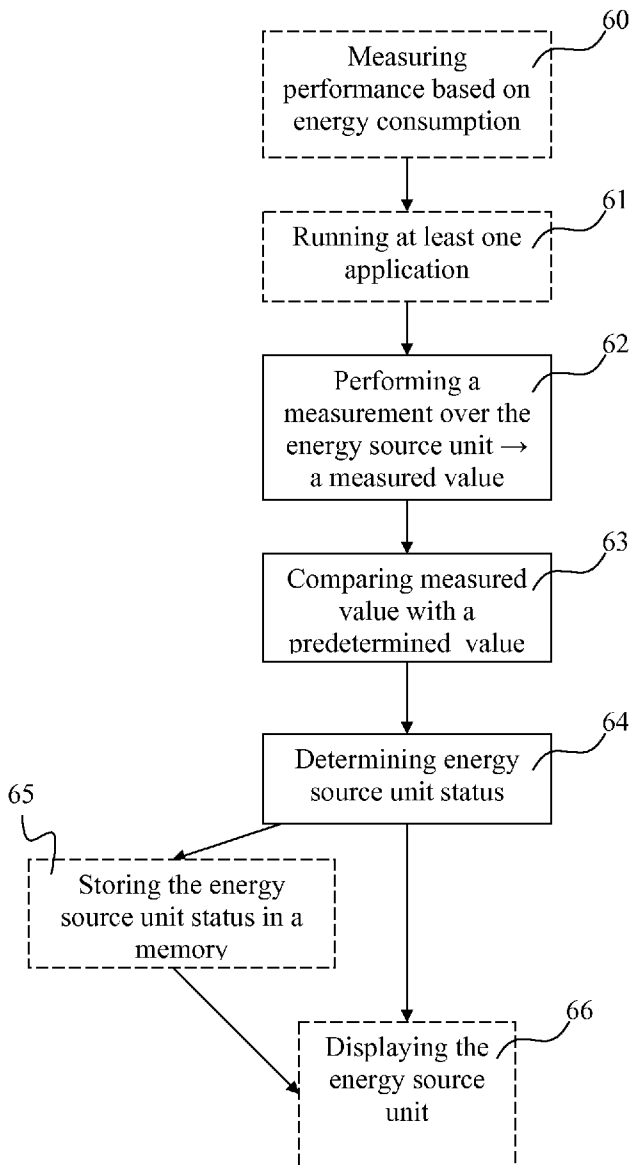 60
Measuring
performance based on
energy consumption
61
Running at least one
application
62
Performing a
measurement over the
energy source unit →
a measured value
63
Comparing measured
value with a
predetermined value
64
Determining energy
source unit status
65
Storing the energy
source unit status in a
memory
66
Displaying the
energy source
unit